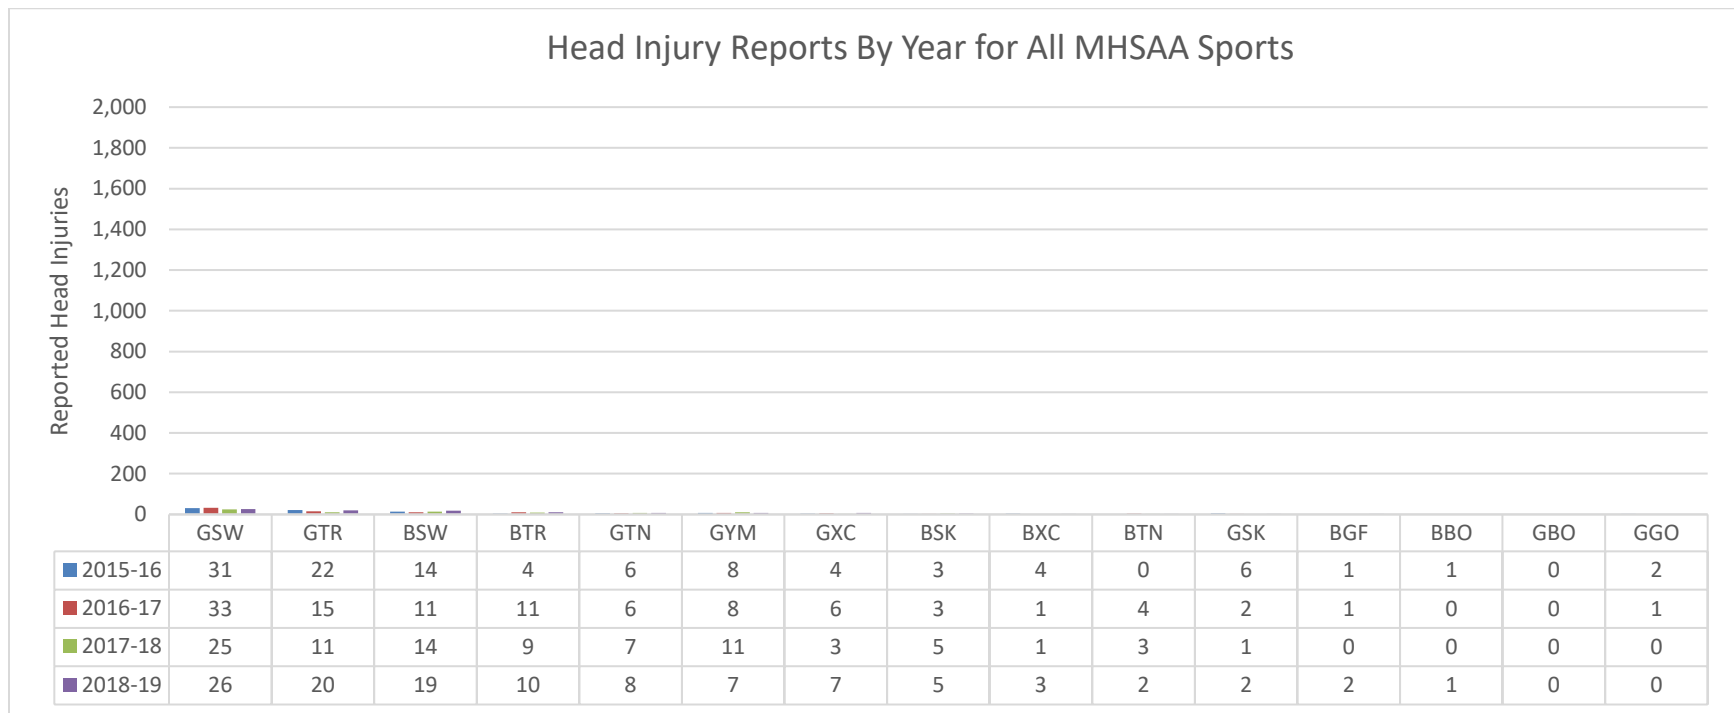 Head Injury Reports By Year for All MHSAA Sports
Reported Head Injuries
2,000
1,800
1,600
1,400
1,200
1,000
800
600
400
200
0
GSW GTR BSW BTR GTN GYM GXC BSK BXC BTN GSK BGF BBO GBO GGO
2015-16 31 22 14 4 6 8 4 3 4 0 6 1 1 0 2
2016-17 33 15 11 11 6 8 6 3 1 4 2 1 0 0 1
2017-18 25 11 14 9 7 11 3 5 1 3 1 0 0 0 0
2018-19 26 20 19 10 8 7 7 5 3 2 2 2 1 0 0